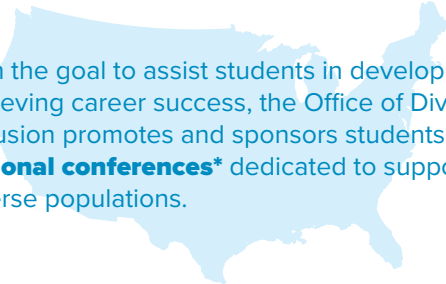 the goal to assist students in develop
eving career success, the Office of Div
usion promotes and sponsors students
onal conferences* dedicated to suppo
erse populations.